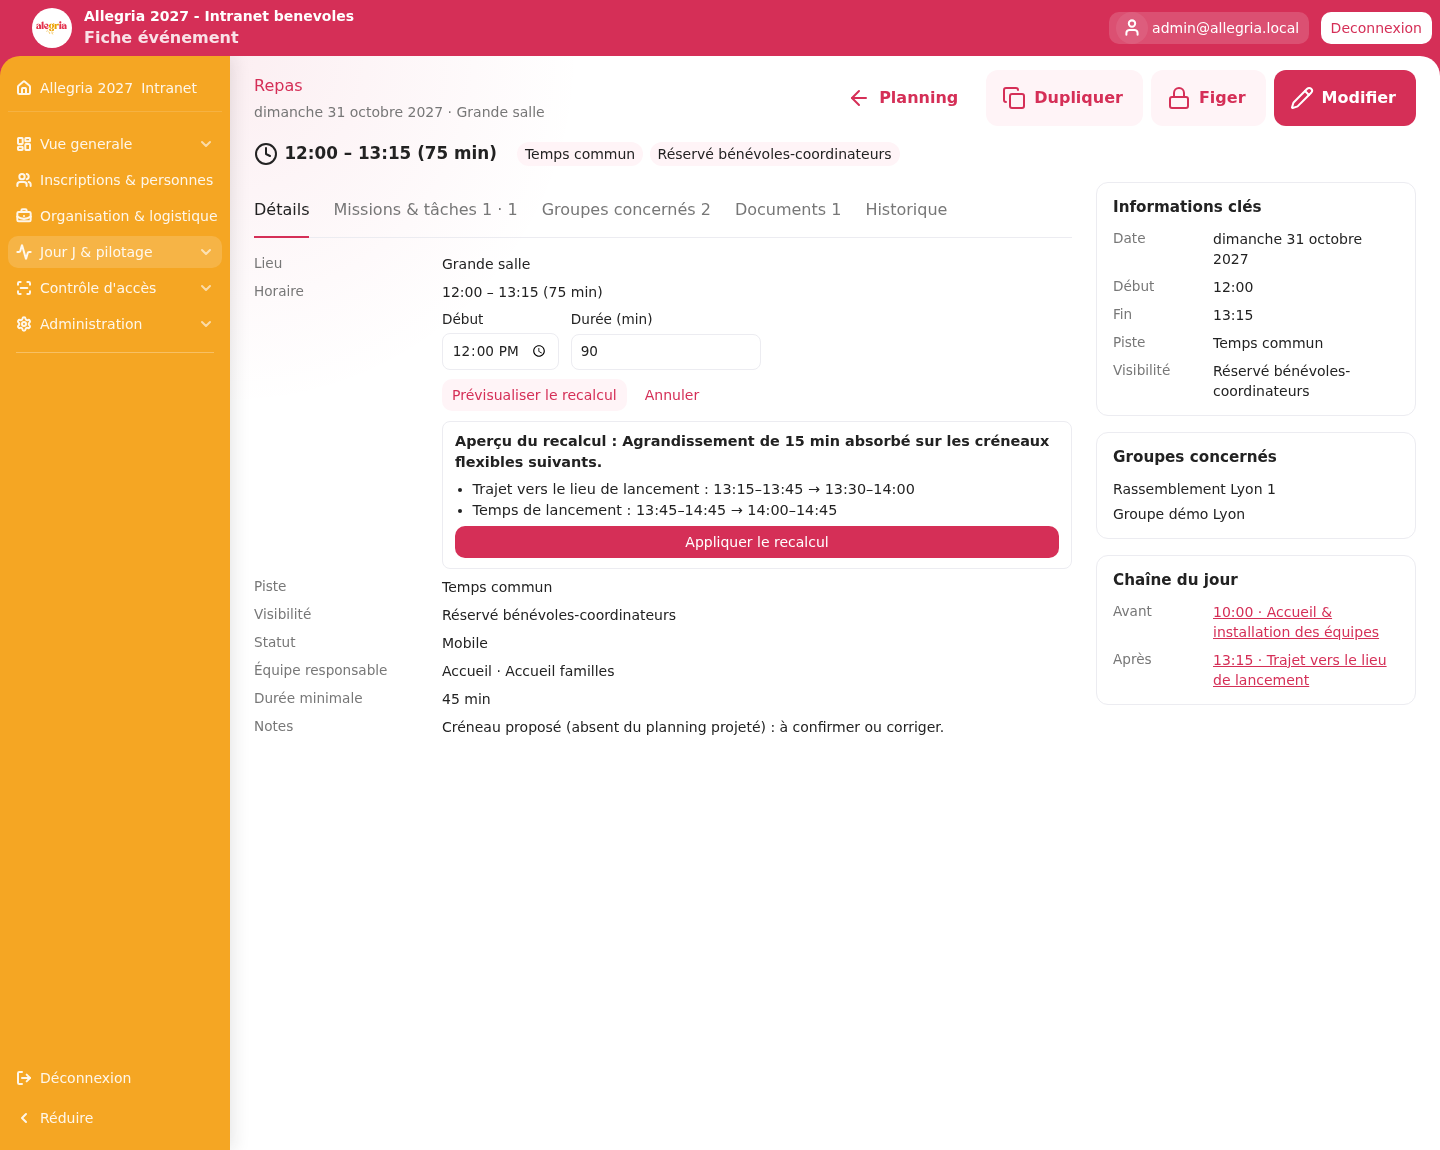 alegria
Allegria 2027 - Intranet benevoles
Fiche événement
admin@allegria.local
Deconnexion
Allegria 2027 Intranet
Vue generale
Inscriptions & personnes
Organisation & logistique
Jour J & pilotage
Contrôle d'accès
Administration
Déconnexion
Réduire
Repas
dimanche 31 octobre 2027 · Grande salle
Planning
Dupliquer
Figer
Modifier
12:00 – 13:15 (75 min)
Temps commun
Réservé bénévoles-coordinateurs
Détails
Missions & tâches 1 · 1
Groupes concernés 2
Documents 1
Historique
Lieu
Grande salle
Horaire
12:00 – 13:15 (75 min)
Début
Durée (min)
12:00 PM
90
Prévisualiser le recalcul
Annuler
Aperçu du recalcul : Agrandissement de 15 min absorbé sur les créneaux
flexibles suivants.
• Trajet vers le lieu de lancement : 13:15–13:45 → 13:30–14:00
• Temps de lancement : 13:45–14:45 → 14:00–14:45
Appliquer le recalcul
Piste
Temps commun
Visibilité
Réservé bénévoles-coordinateurs
Statut
Mobile
Équipe responsable
Accueil · Accueil familles
Durée minimale
45 min
Notes
Créneau proposé (absent du planning projeté) : à confirmer ou corriger.
Informations clés
Date
dimanche 31 octobre
2027
Début
12:00
Fin
13:15
Piste
Temps commun
Visibilité
Réservé bénévoles-
coordinateurs
Groupes concernés
Rassemblement Lyon 1
Groupe démo Lyon
Chaîne du jour
Avant
10:00 · Accueil &
installation des équipes
Après
13:15 · Trajet vers le lieu
de lancement